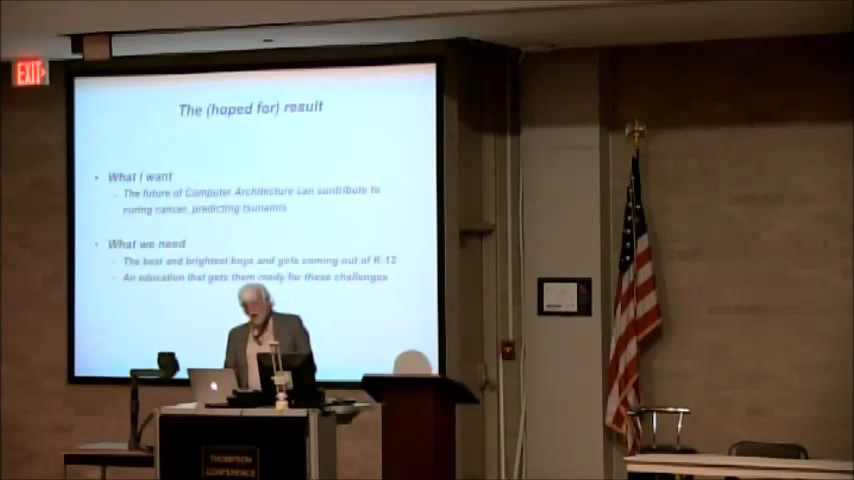 EXIT
The (hoped for) result
• What I want
- The future of Computer Architecture can contribute to
curing cancer, predicting tsunamis
• What we need
- The best and brightest boys and girls coming out of K-12
- An education that gets them ready for these challenges
THOMPSON
CONFERENCE